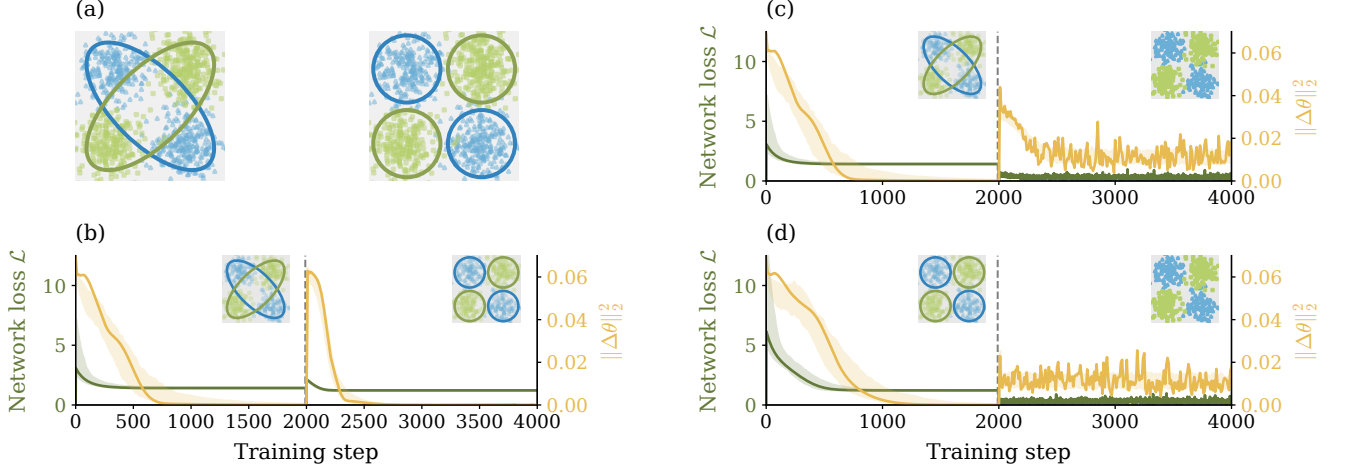 (a)
(b)
Network loss ℒ
10
5
0
0 500 1000 1500 2000 2500 3000 3500 4000
Training step
0.06
0.04
0.02
0.00
||Δθ||₂²
(c)
Network loss ℒ
10
5
0
0 1000 2000 3000 4000
0.06
0.04
0.02
0.00
||Δθ||₂²
(d)
Network loss ℒ
10
5
0
0 1000 2000 3000 4000
Training step
0.06
0.04
0.02
0.00
||Δθ||₂²